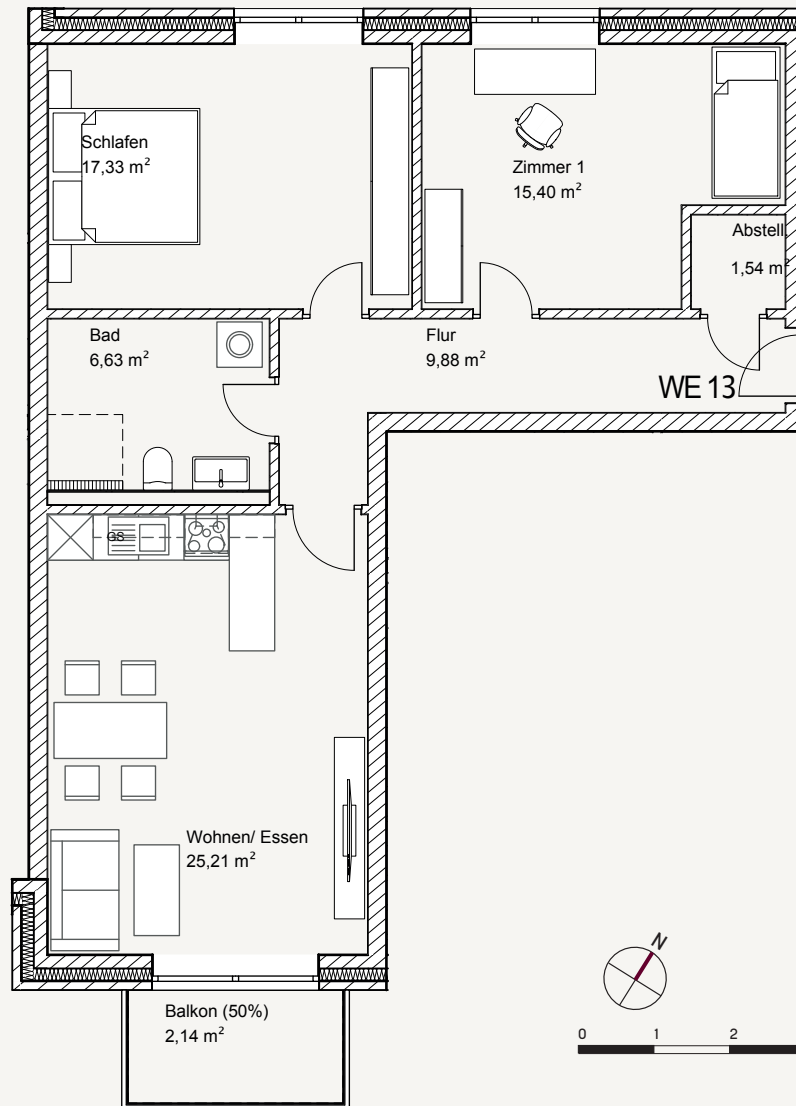 Schlafen
17,33 m²
Zimmer 1
15,40 m²
Abstell.
1,54 m²
Bad
6,63 m²
Flur
9,88 m²
WE 13
GS
Wohnen/ Essen
25,21 m²
Balkon (50%)
2,14 m²
N
0 1 2